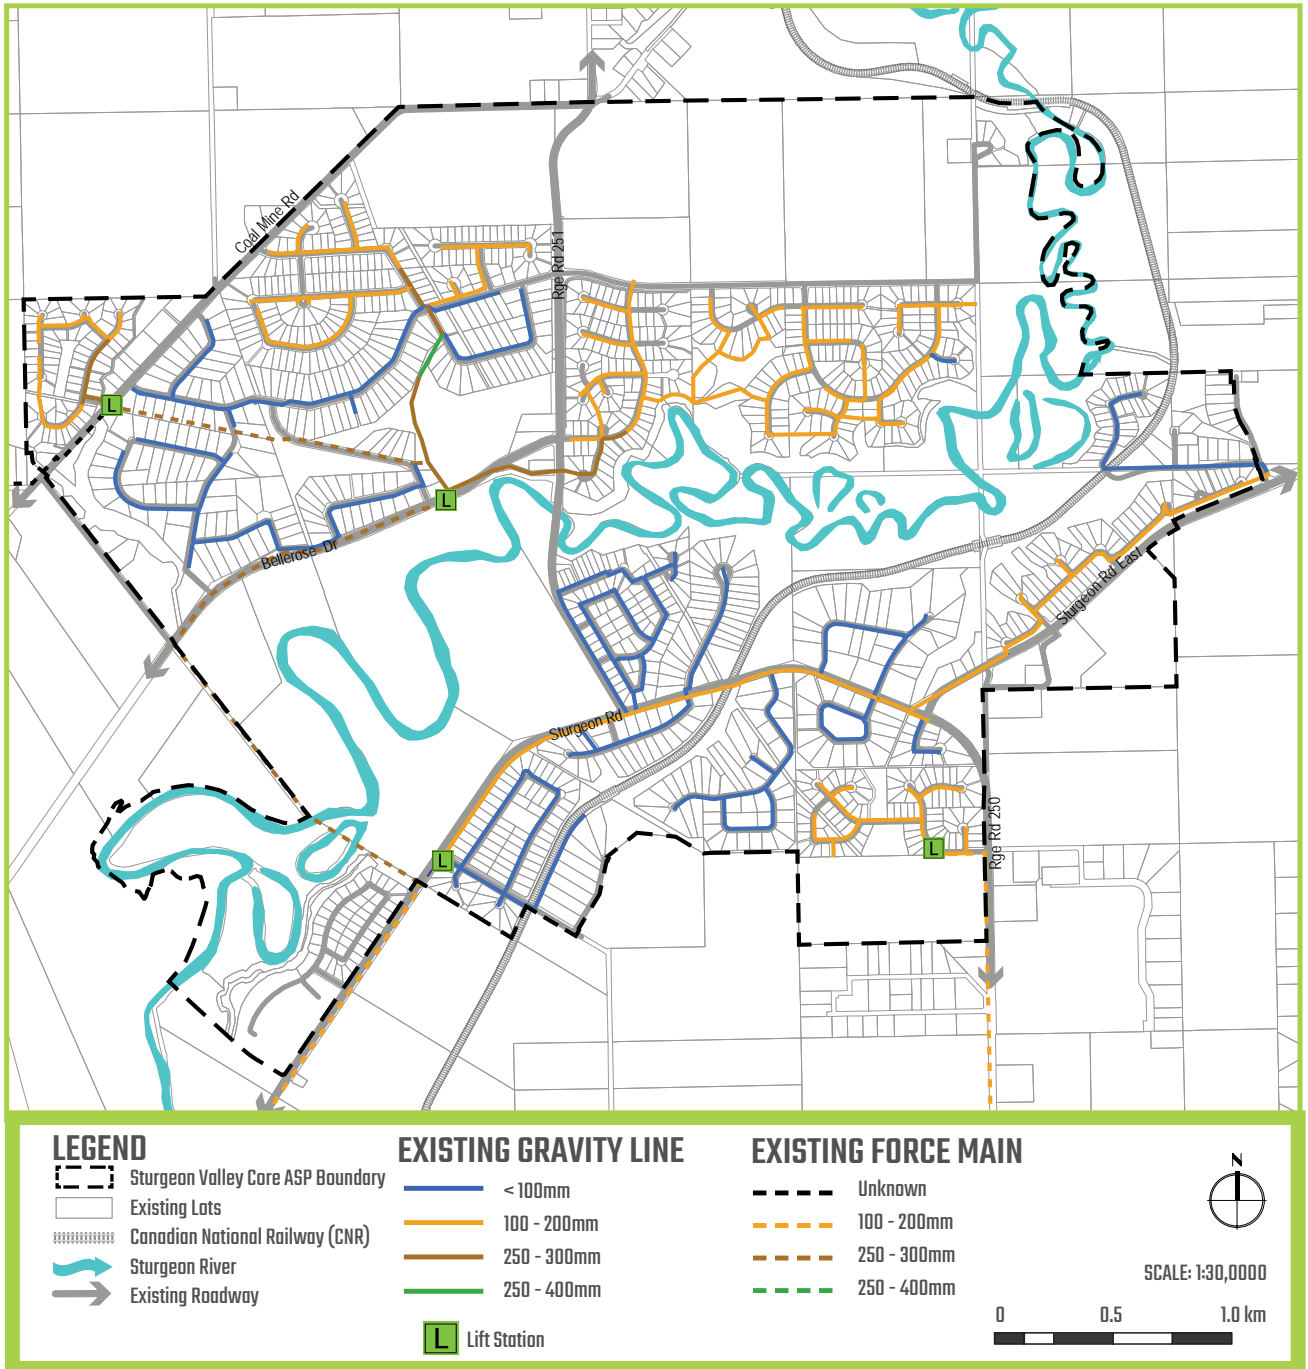 Coal Mine Rd
Rge Rd 251
L
L
Bellerose Dr
Sturgeon Rd East
Sturgeon Rd
Rge Rd 250
L
L
LEGEND
Sturgeon Valley Core ASP Boundary
Existing Lots
Canadian National Railway (CNR)
Sturgeon River
Existing Roadway
EXISTING GRAVITY LINE
< 100mm
100 - 200mm
250 - 300mm
250 - 400mm
L Lift Station
EXISTING FORCE MAIN
Unknown
100 - 200mm
250 - 300mm
250 - 400mm
N
SCALE: 1:30,0000
0 0.5 1.0 km